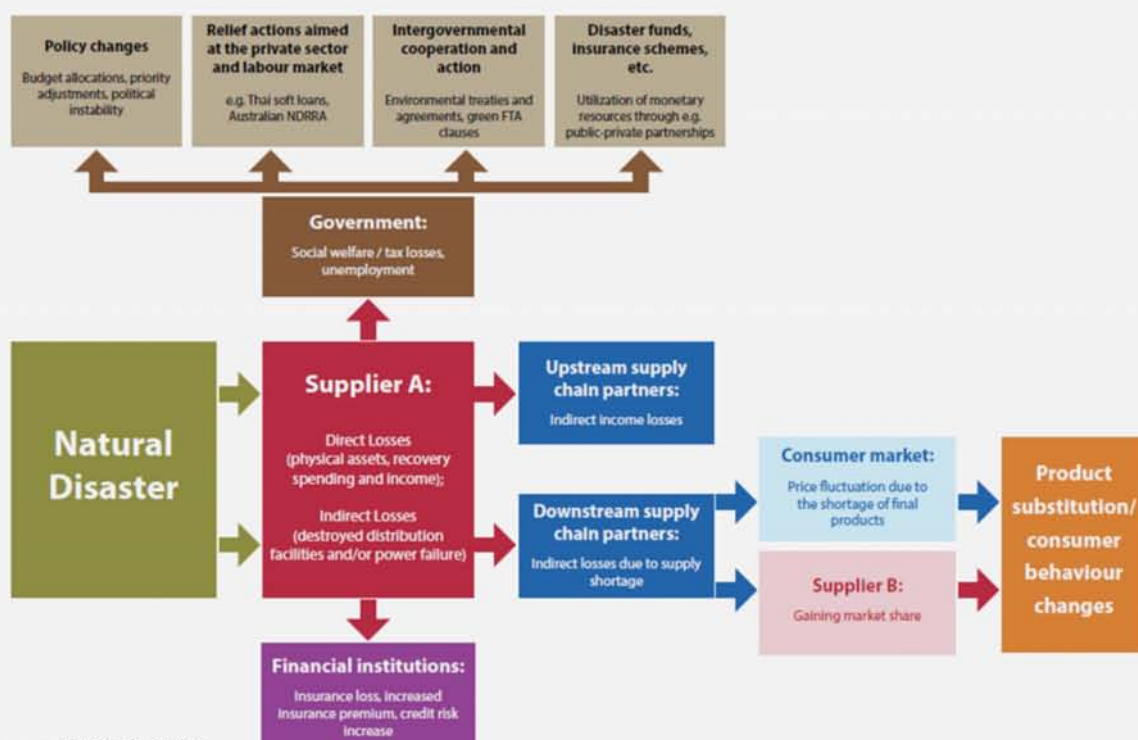 Policy changes
Budget allocations, priority
adjustments, political
instability
Relief actions aimed
at the private sector
and labour market
e.g. Thai soft loans,
Australian NDRRA
Intergovernmental
cooperation and
action
Environmental treaties and
agreements, green FTA
clauses
Disaster funds,
insurance schemes,
etc.
Utilization of monetary
resources through e.g.
public-private partnerships
Government:
Social welfare / tax losses,
unemployment
Natural
Disaster
Supplier A:
Direct Losses
(physical assets, recovery
spending and income);
Indirect Losses
(destroyed distribution
facilities and/or power failure)
Upstream supply
chain partners:
Indirect income losses
Downstream supply
chain partners:
Indirect losses due to supply
shortage
Consumer market:
Price fluctuation due to
the shortage of final
products
Supplier B:
Gaining market share
Product
substitution/
consumer
behaviour
changes
Financial institutions:
Insurance loss, increased
insurance premium, credit risk
increase